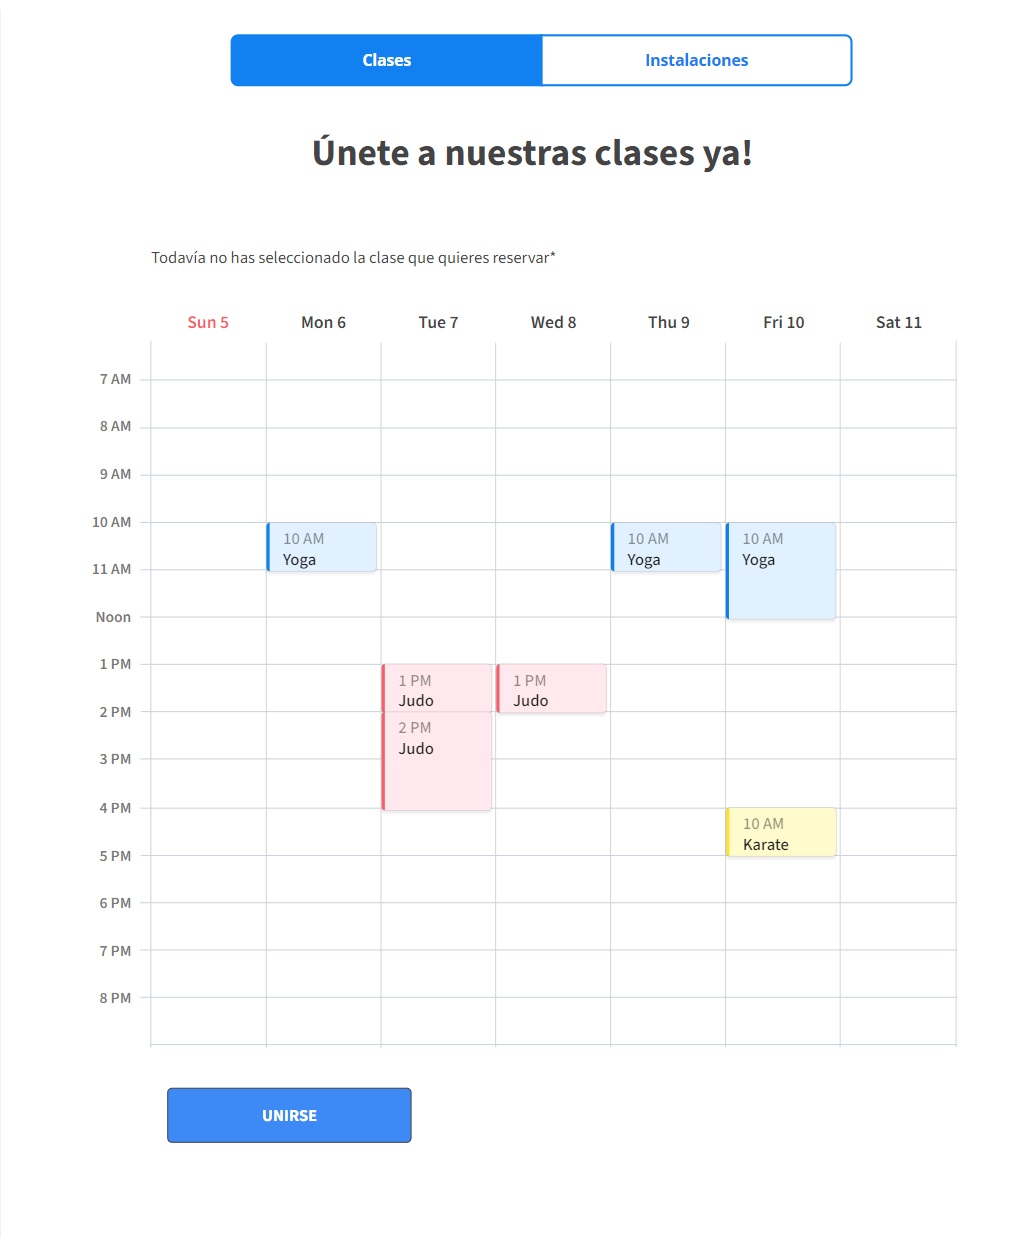 Clases Instalaciones
Únete a nuestras clases ya!
Todavía no has seleccionado la clase que quieres reservar*
Sun 5 Mon 6 Tue 7 Wed 8 Thu 9 Fri 10 Sat 11
7 AM
8 AM
9 AM
10 AM
10 AM 10 AM 10 AM
Yoga Yoga Yoga
11 AM
Noon
1 PM
1 PM 1 PM
Judo Judo
2 PM
2 PM
Judo
3 PM
4 PM
10 AM
Karate
5 PM
6 PM
7 PM
8 PM
UNIRSE